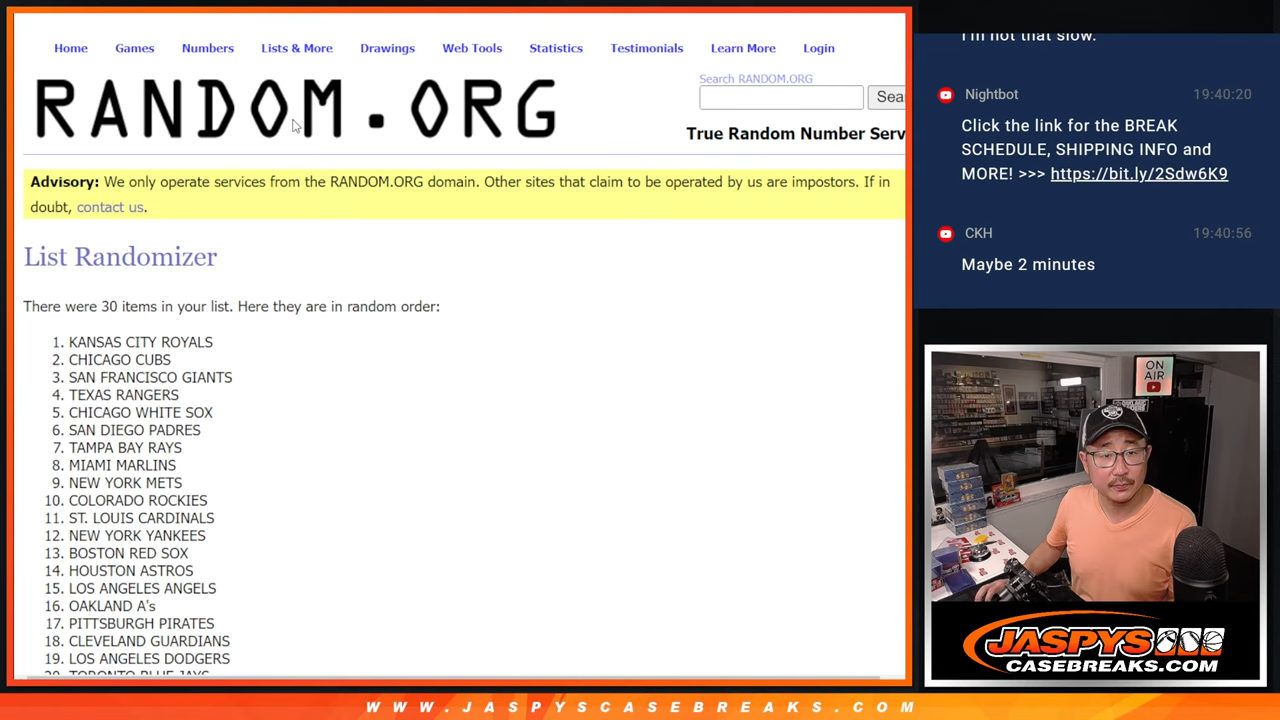 Home Games Numbers Lists & More Drawings Web Tools Statistics Testimonials Learn More Login
RANDOM.ORG
Search RANDOM.ORG
Sea
True Random Number Serv
Advisory: We only operate services from the RANDOM.ORG domain. Other sites that claim to be operated by us are impostors. If in
doubt, contact us.
List Randomizer
There were 30 items in your list. Here they are in random order:
1. KANSAS CITY ROYALS
2. CHICAGO CUBS
3. SAN FRANCISCO GIANTS
4. TEXAS RANGERS
5. CHICAGO WHITE SOX
6. SAN DIEGO PADRES
7. TAMPA BAY RAYS
8. MIAMI MARLINS
9. NEW YORK METS
10. COLORADO ROCKIES
11. ST. LOUIS CARDINALS
12. NEW YORK YANKEES
13. BOSTON RED SOX
14. HOUSTON ASTROS
15. LOS ANGELES ANGELS
16. OAKLAND A's
17. PITTSBURGH PIRATES
18. CLEVELAND GUARDIANS
19. LOS ANGELES DODGERS
20. TORONTO BLUE JAYS
I'm not that slow.
Nightbot 19:40:20
Click the link for the BREAK
SCHEDULE, SHIPPING INFO and
MORE! >>> https://bit.ly/2Sdw6K9
CKH 19:40:56
Maybe 2 minutes
ON
AIR
JASPYS
CASEBREAKS.COM
WWW.JASPYSCASEBREAKS.COM